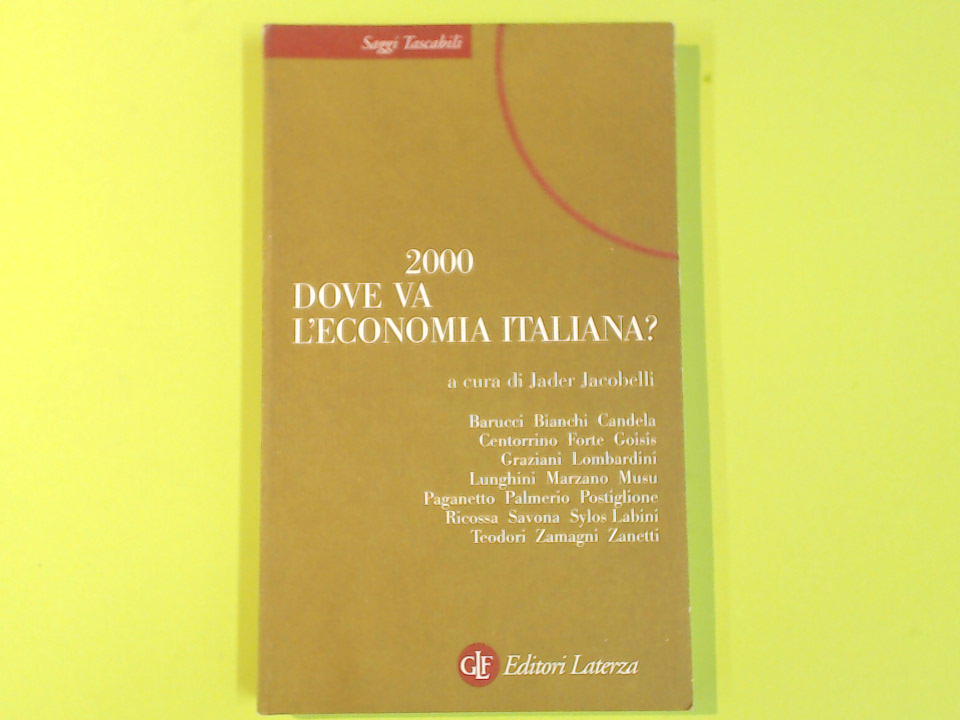 Saggi Tascabili
2000
DOVE VA
L'ECONOMIA ITALIANA?
a cura di Jader Jacobelli
Barucci Bianchi Candela
Centorrino Forte Goisis
Graziani Lombardini
Lunghini Marzano Musu
Paganetto Palmerio Postiglione
Ricossa Savona Sylos Labini
Teodori Zamagni Zanetti
GLF Editori Laterza